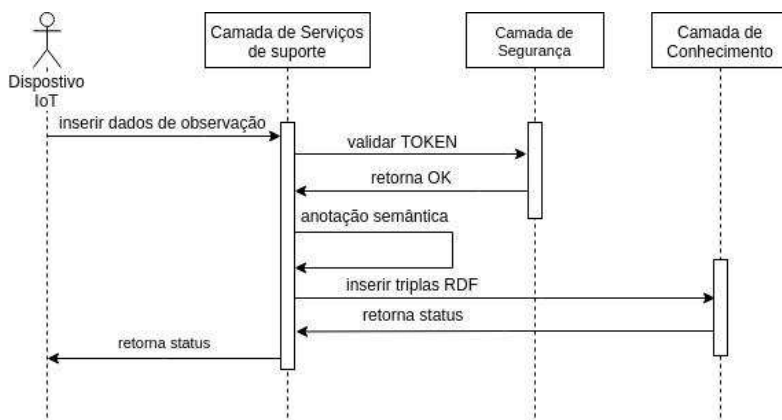 Camada de Serviços
de suporte
Camada de
Segurança
Camada de
Conhecimento
Dispostivo
IoT
inserir dados de observação
validar TOKEN
retorna OK
anotação semântica
inserir triplas RDF
retorna status
retorna status